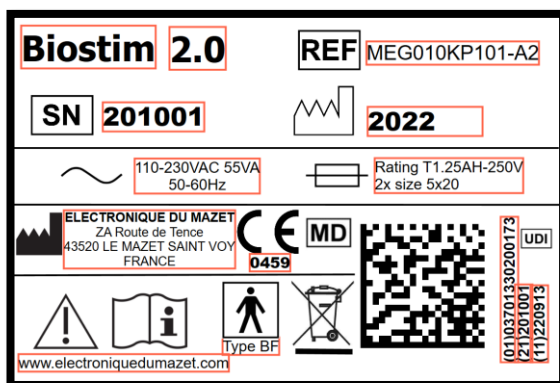 Biostim 2.0
REF MEG010KP101-A2
SN 201001
2022
110-230VAC 55VA
50-60Hz
Rating T1.25AH-250V
2x size 5x20
ELECTRONIQUE DU MAZET
ZA Route de Tence
43520 LE MAZET SAINT VOY
FRANCE
CE
0459
MD
UDI
(01)03701330200173
(21)201001
(11)220913
Type BF
www.electroniquedumazet.com